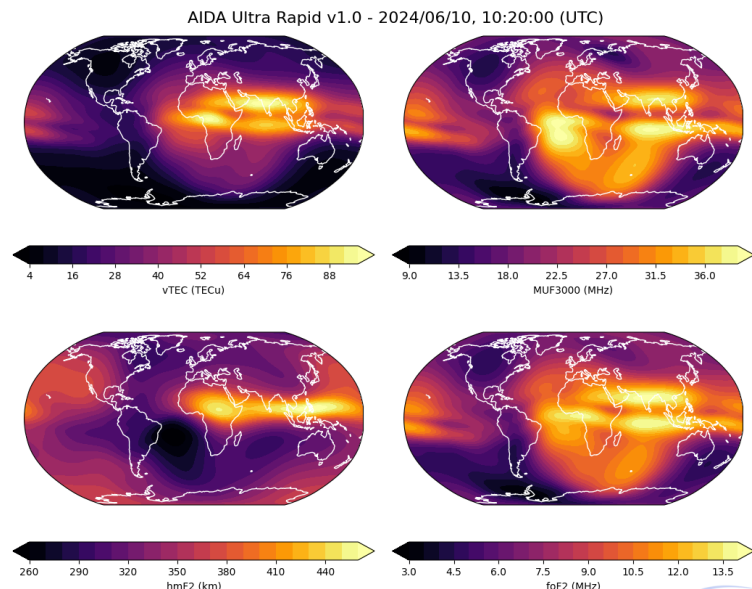 AIDA Ultra Rapid v1.0 - 2024/06/10, 10:20:00 (UTC)
4 16 28 40 52 64 76 88
vTEC (TECu)
9.0 13.5 18.0 22.5 27.0 31.5 36.0
MUF3000 (MHz)
260 290 320 350 380 410 440
hmF2 (km)
3.0 4.5 6.0 7.5 9.0 10.5 12.0 13.5
foF2 (MHz)